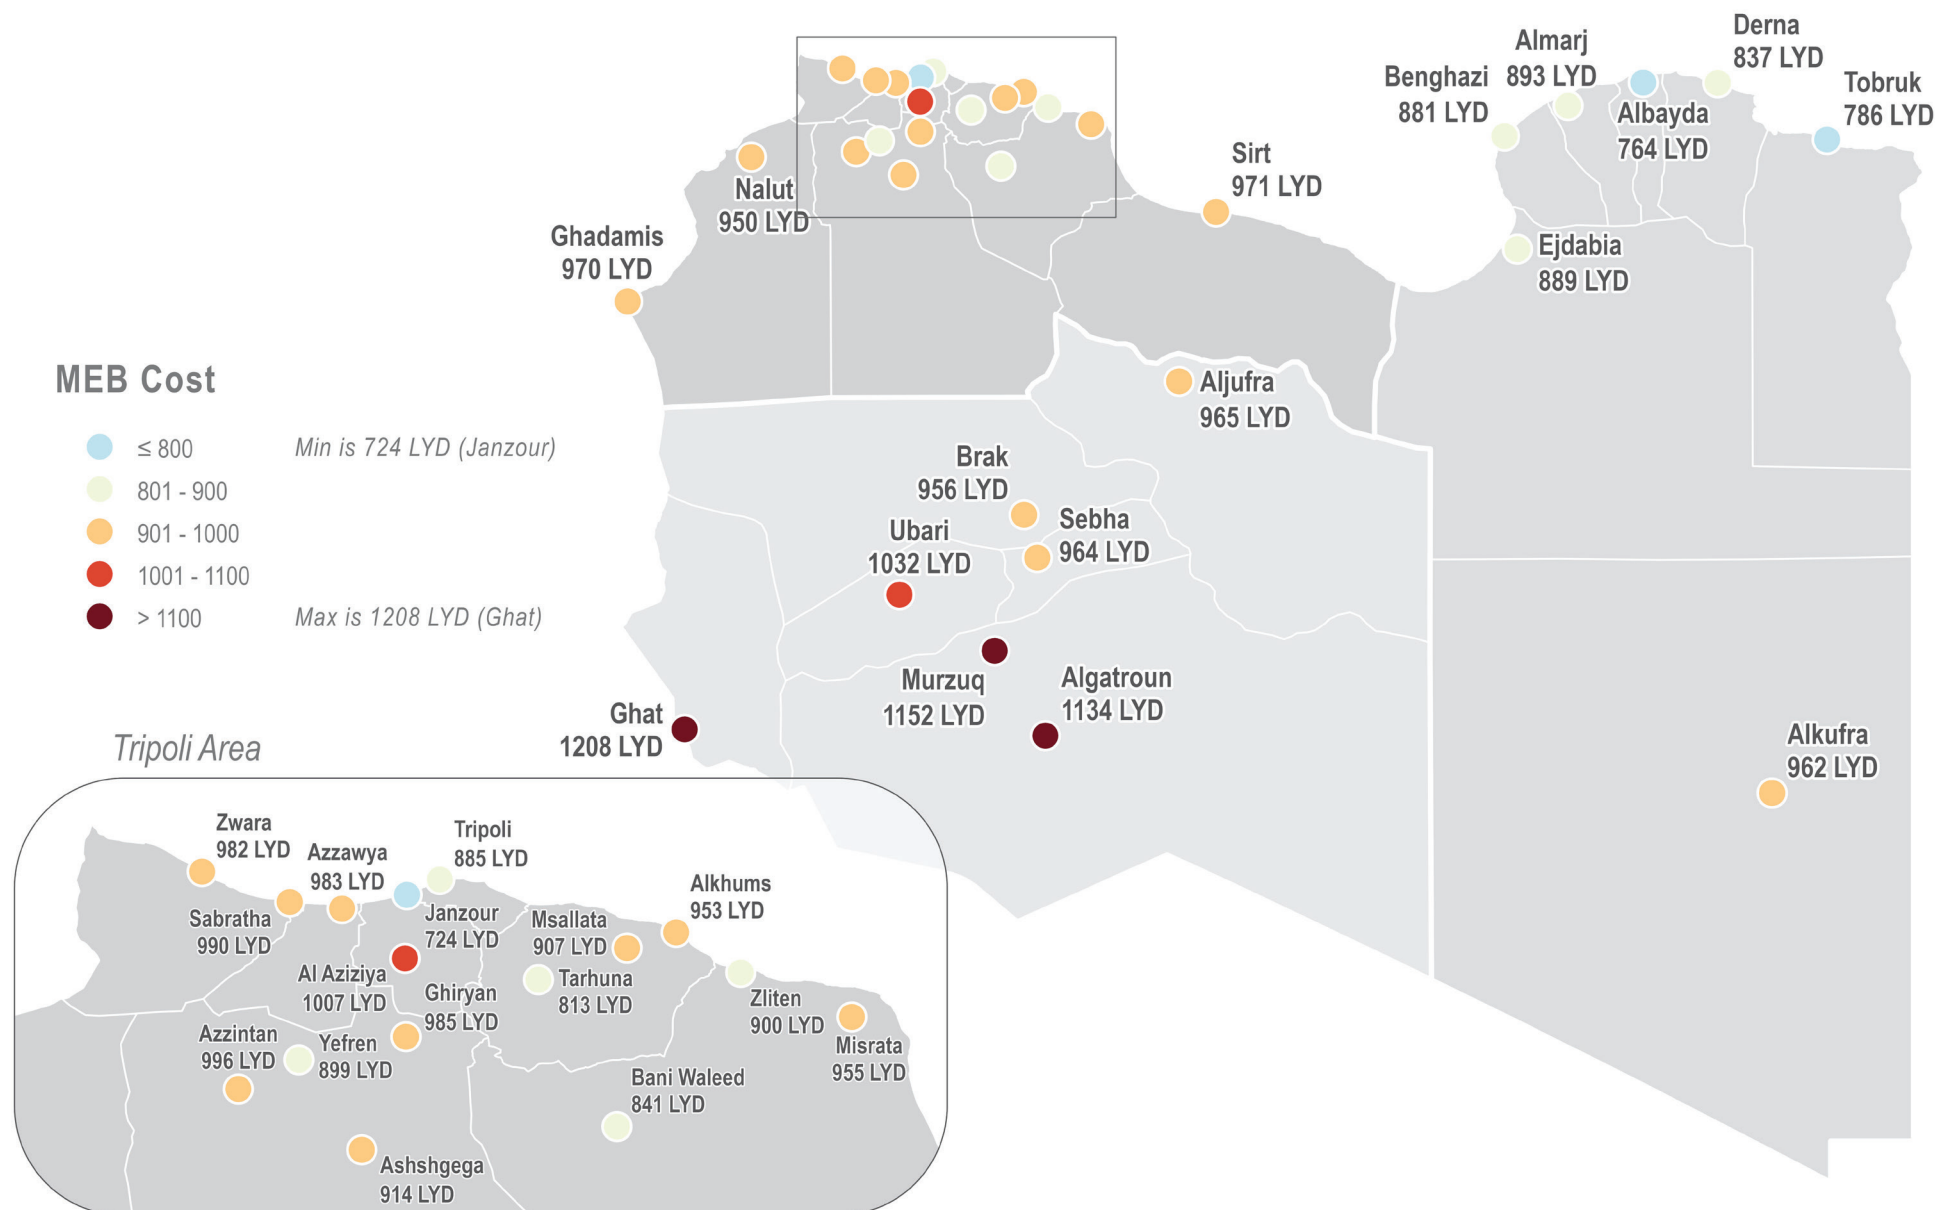 Almarj
893 LYD
Derna
837 LYD
Benghazi
881 LYD
Tobruk
786 LYD
Albayda
764 LYD
Sirt
971 LYD
Nalut
950 LYD
Ghadamis
970 LYD
Ejdabia
889 LYD
MEB Cost
≤ 800
Min is 724 LYD (Janzour)
801 - 900
901 - 1000
1001 - 1100
> 1100
Max is 1208 LYD (Ghat)
Aljufra
965 LYD
Brak
956 LYD
Sebha
964 LYD
Ubari
1032 LYD
Murzuq
1152 LYD
Algatroun
1134 LYD
Ghat
1208 LYD
Alkufra
962 LYD
Tripoli Area
Zwara
982 LYD
Azzawya
983 LYD
Tripoli
885 LYD
Sabratha
990 LYD
Janzour
724 LYD
Msallata
907 LYD
Alkhums
953 LYD
Al Aziziya
1007 LYD
Ghiryan
985 LYD
Tarhuna
813 LYD
Zliten
900 LYD
Misrata
955 LYD
Azzintan
996 LYD
Yefren
899 LYD
Bani Waleed
841 LYD
Ashshgega
914 LYD